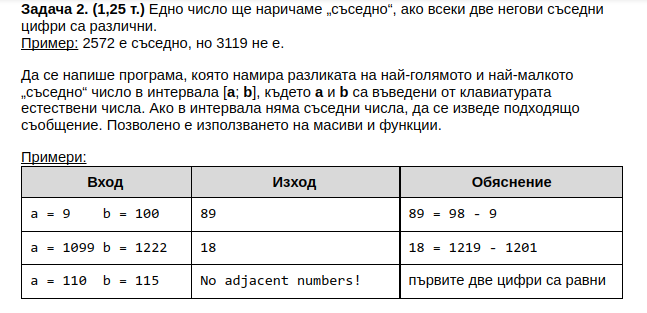 Задача 2. (1,25 т.) Едно число ще наричаме „съседно“, ако всеки две негови съседни
цифри са различни.
Пример: 2572 е съседно, но 3119 не е.
Да се напише програма, която намира разликата на най-голямото и най-малкото
„съседно“ число в интервала [a; b], където a и b са въведени от клавиатурата
естествени числа. Ако в интервала няма съседни числа, да се изведе подходящо
съобщение. Позволено е използването на масиви и функции.
Примери:
Вход Изход Обяснение
a = 9 b = 100 89 89 = 98 - 9
a = 1099 b = 1222 18 18 = 1219 - 1201
a = 110 b = 115 No adjacent numbers! първите две цифри са равни